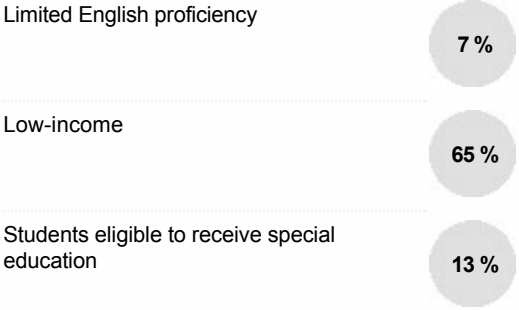 Limited English proficiency
7 %
Low-income
65 %
Students eligible to receive special
education
13 %